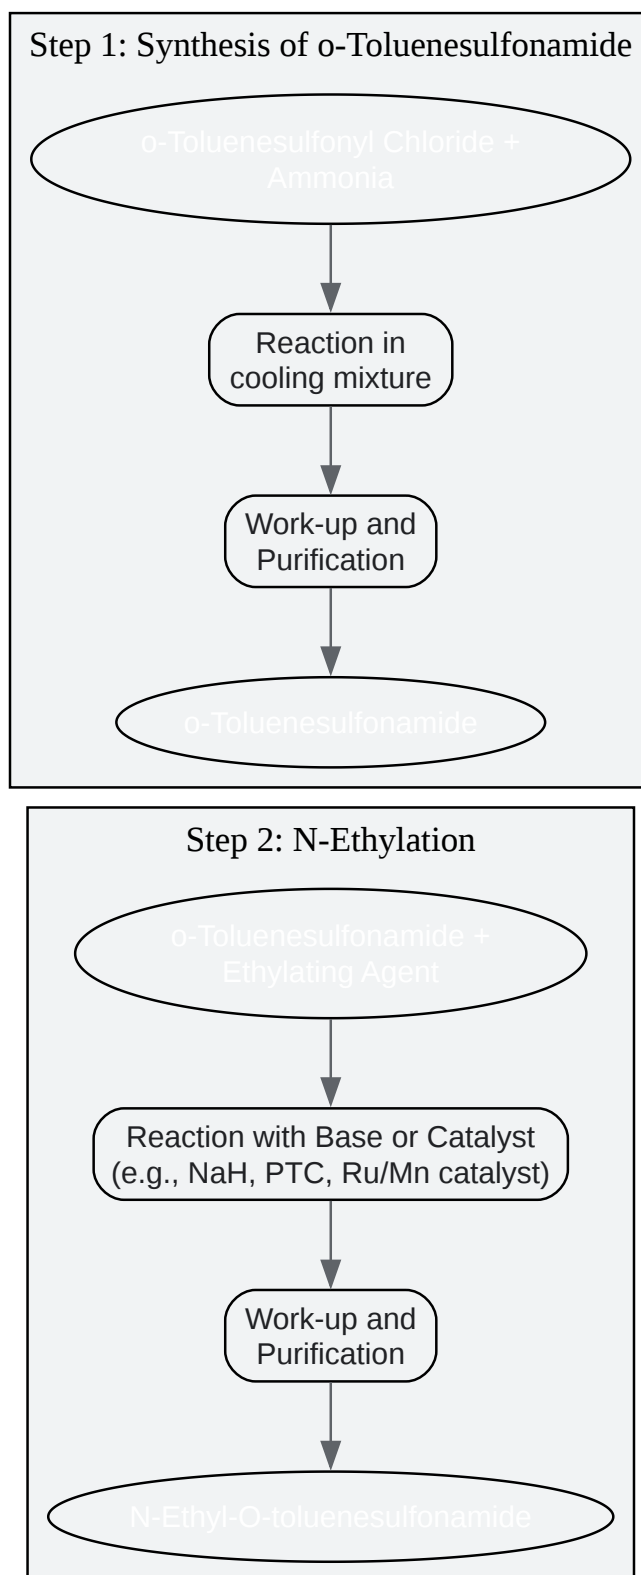 Step 1: Synthesis of o-Toluenesulfonamide
o-Toluenesulfonyl Chloride +
Ammonia
Reaction in
cooling mixture
Work-up and
Purification
o-Toluenesulfonamide
Step 2: N-Ethylation
o-Toluenesulfonamide +
Ethylating Agent
Reaction with Base or Catalyst
(e.g., NaH, PTC, Ru/Mn catalyst)
Work-up and
Purification
N-Ethyl-O-toluenesulfonamide